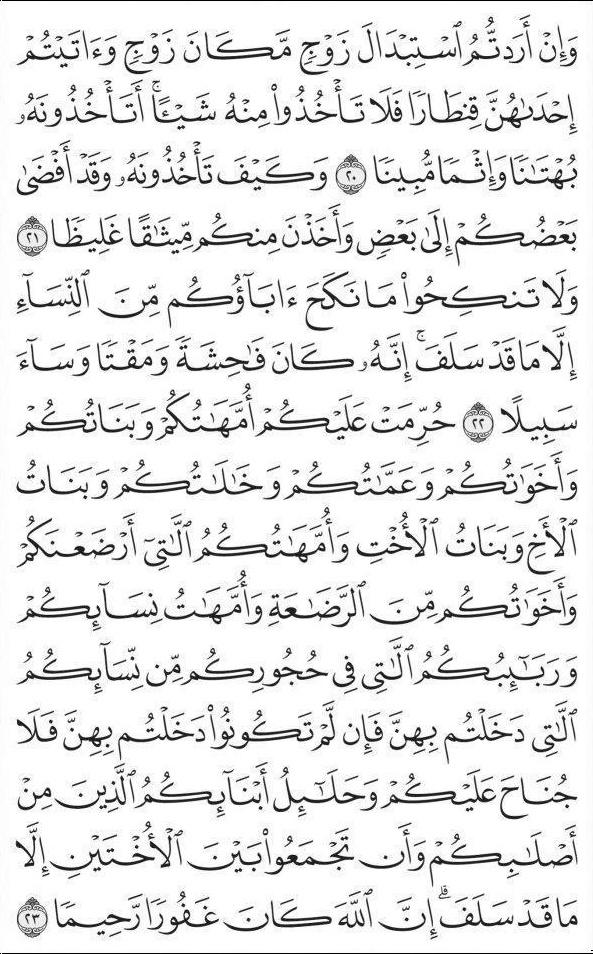 وَإِنۡ أَرَدتُّمُ ٱسۡتِبۡدَالَ زَوۡجٖ مَّكَانَ زَوۡجٖ وَءَاتَيۡتُمۡ
إِحۡدَىٰهُنَّ قِنطَارٗا فَلَا تَأۡخُذُواْ مِنۡهُ شَيۡـًٔاۚ أَتَأۡخُذُونَهُۥ
بُهۡتَٰنٗا وَإِثۡمٗا مُّبِينٗا ٢٠ وَكَيۡفَ تَأۡخُذُونَهُۥ وَقَدۡ أَفۡضَىٰ
بَعۡضُكُمۡ إِلَىٰ بَعۡضٖ وَأَخَذۡنَ مِنكُم مِّيثَٰقًا غَلِيظٗا ٢١
وَلَا تَنكِحُواْ مَا نَكَحَ ءَابَآؤُكُم مِّنَ ٱلنِّسَآءِ
إِلَّا مَا قَدۡ سَلَفَۚ إِنَّهُۥ كَانَ فَٰحِشَةٗ وَمَقۡتٗا وَسَآءَ
سَبِيلًا ٢٢ حُرِّمَتۡ عَلَيۡكُمۡ أُمَّهَٰتُكُمۡ وَبَنَاتُكُمۡ
وَأَخَوَٰتُكُمۡ وَعَمَّٰتُكُمۡ وَخَٰلَٰتُكُمۡ وَبَنَاتُ
ٱلۡأَخِ وَبَنَاتُ ٱلۡأُخۡتِ وَأُمَّهَٰتُكُمُ ٱلَّٰتِيٓ أَرۡضَعۡنَكُمۡ
وَأَخَوَٰتُكُم مِّنَ ٱلرَّضَٰعَةِ وَأُمَّهَٰتُ نِسَآئِكُمۡ
وَرَبَٰٓئِبُكُمُ ٱلَّٰتِي فِي حُجُورِكُم مِّن نِّسَآئِكُمُ
ٱلَّٰتِي دَخَلۡتُم بِهِنَّ فَإِن لَّمۡ تَكُونُواْ دَخَلۡتُم بِهِنَّ فَلَا
جُنَاحَ عَلَيۡكُمۡ وَحَلَٰٓئِلُ أَبۡنَآئِكُمُ ٱلَّذِينَ مِنۡ
أَصۡلَٰبِكُمۡ وَأَن تَجۡمَعُواْ بَيۡنَ ٱلۡأُخۡتَيۡنِ إِلَّا
مَا قَدۡ سَلَفَۗ إِنَّ ٱللَّهَ كَانَ غَفُورٗا رَّحِيمٗا ٢٣